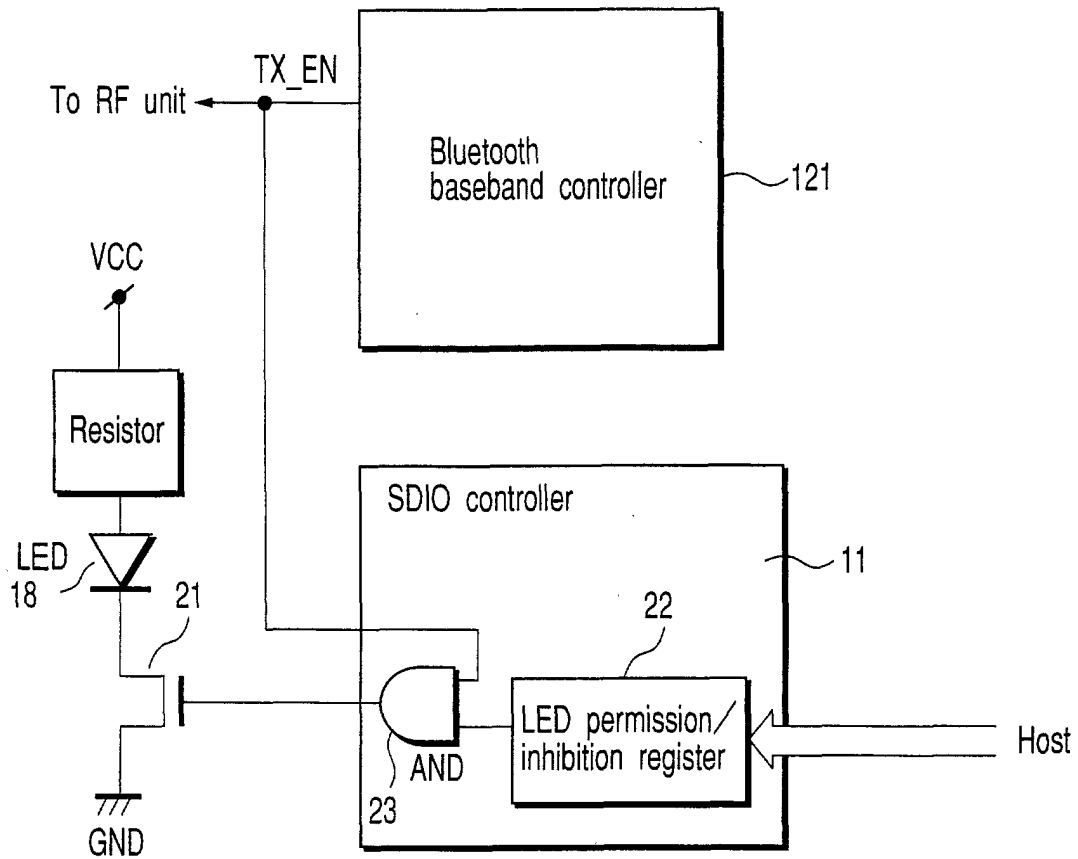 TX_EN
To RF unit
Bluetooth
baseband controller
121
VCC
Resistor
SDIO controller
LED
18
21
11
22
LED permission/
inhibition register
Host
AND
23
GND